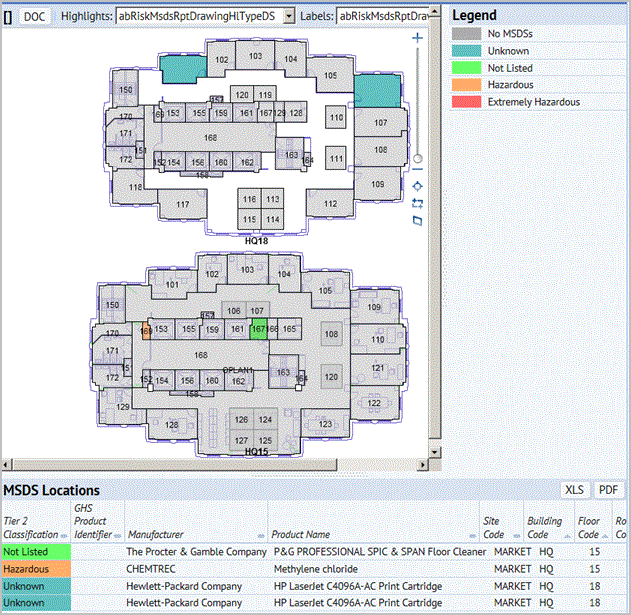 [] DOC Highlights: abRiskMsdsRptDrawingHlTypeDS Labels: abRiskMsdsRptDraw
Legend
No MSDSs
Unknown
Not Listed
Hazardous
Extremely Hazardous
102 103 104
105
150
120 119
107
153 155 159 161 167 129 128
110
170
171
168
108
172
154 156 160 162
163 164
111
158
118
109
117
116 113
112
115 114
HQ18
101 102 103 104
105
150
106 107
109
169 153 155 159 161 167 166 165
108
110
170
171
168
OPLAN1
163 164
121
172
152 154 156 160 162
120
158
129
122
128
126 124
123
127 125
HQ15
MSDS Locations XLS PDF
Tier 2 Classification GHS Product Identifier Manufacturer Product Name Site Code Building Code Floor Code Ro Co
Not Listed The Procter & Gamble Company P&G PROFESSIONAL SPIC & SPAN Floor Cleaner MARKET HQ 15
Hazardous CHEMTREC Methylene chloride MARKET HQ 15
Unknown Hewlett-Packard Company HP LaserJet C4096A-AC Print Cartridge MARKET HQ 18
Unknown Hewlett-Packard Company HP LaserJet C4096A-AC Print Cartridge MARKET HQ 18